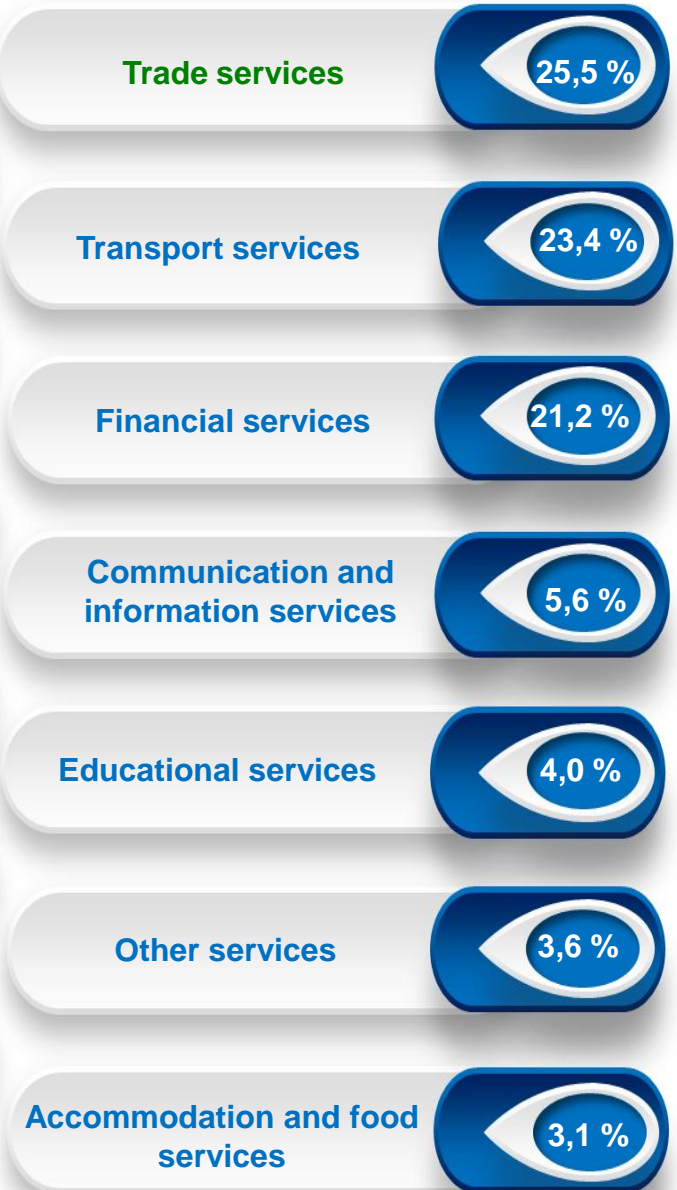 Trade services
25,5 %
Transport services
23,4 %
Financial services
21,2 %
Communication and
information services
5,6 %
Educational services
4,0 %
Other services
3,6 %
Accommodation and food
services
3,1 %